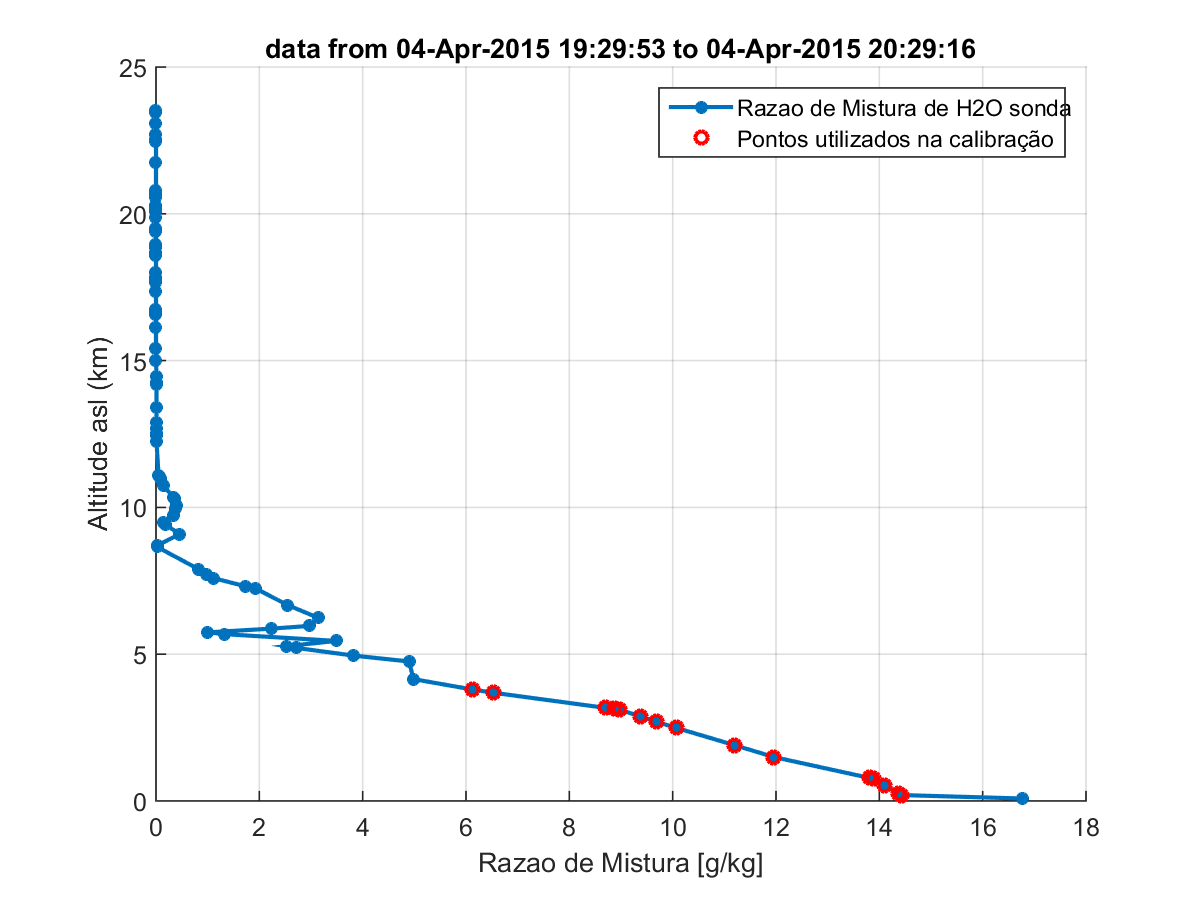 data from 04-Apr-2015 19:29:53 to 04-Apr-2015 20:29:16
Razao de Mistura de H2O sonda
Pontos utilizados na calibração
25
20
15
10
5
0
Altitude asl (km)
0 2 4 6 8 10 12 14 16 18
Razao de Mistura [g/kg]